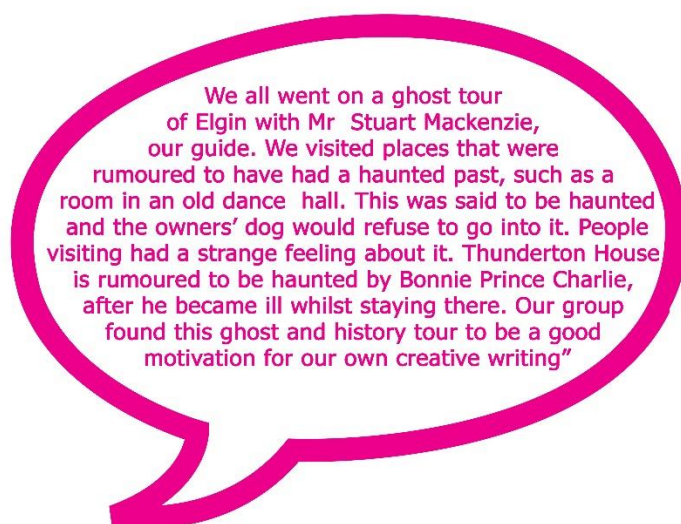 We all went on a ghost tour
of Elgin with Mr  Stuart Mackenzie,
our guide. We visited places that were
rumoured to have had a haunted past, such as a
room in an old dance  hall. This was said to be haunted
and the owners’ dog would refuse to go into it. People
visiting had a strange feeling about it. Thunderton House
is rumoured to be haunted by Bonnie Prince Charlie,
after he became ill whilst staying there. Our group
found this ghost and history tour to be a good
motivation for our own creative writing”